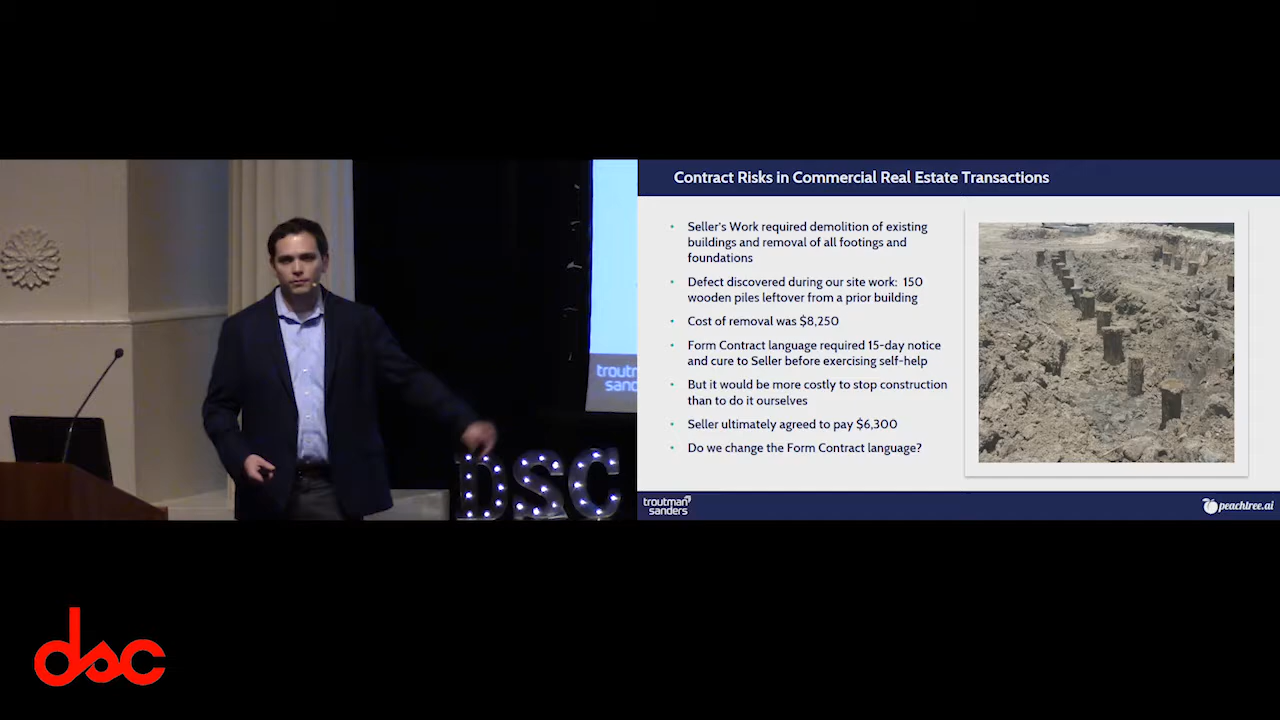 Contract Risks in Commercial Real Estate Transactions
Seller's Work required demolition of existing
buildings and removal of all footings and
foundations
Defect discovered during our site work: 150
wooden piles leftover from a prior building
Cost of removal was $8,250
Form Contract language required 15-day notice
and cure to Seller before exercising self-help
But it would be more costly to stop construction
than to do it ourselves
Seller ultimately agreed to pay $6,300
Do we change the Form Contract language?
troutman
sanders
peachtree.ai
troutm
sand
DSC
dsc